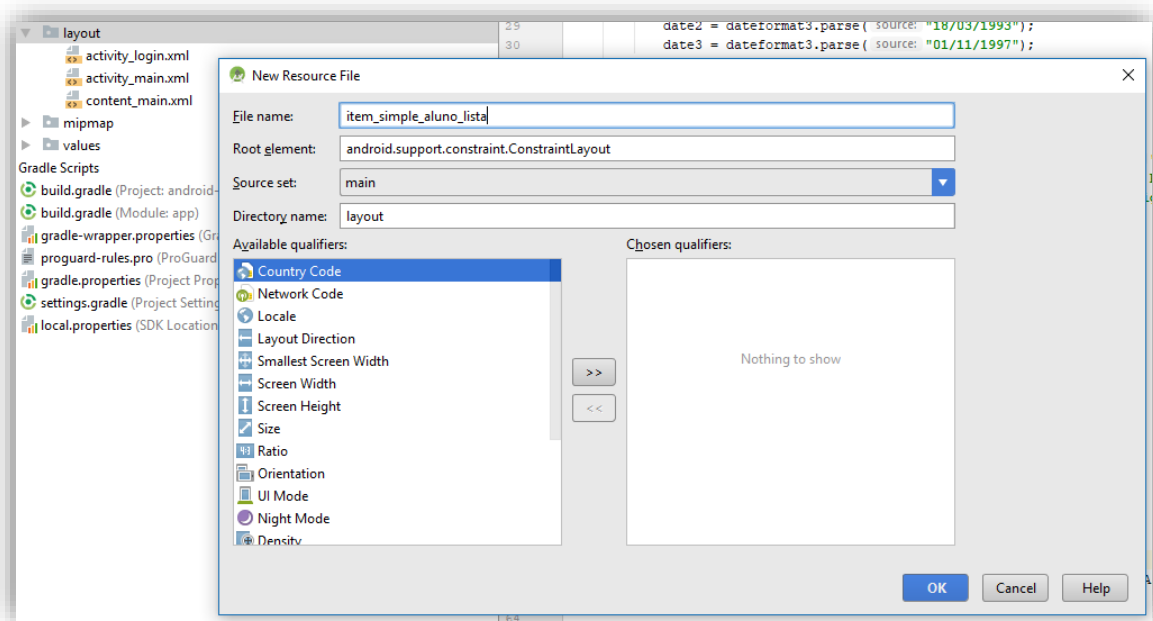 layout
activity_login.xml
activity_main.xml
content_main.xml
mipmap
values
Gradle Scripts
build.gradle (Project: android-
build.gradle (Module: app)
gradle-wrapper.properties (Gra
proguard-rules.pro (ProGuard
gradle.properties (Project Prop
settings.gradle (Project Setting
local.properties (SDK Location
29 date2 = dateformat3.parse( source: "18/03/1993");
30 date3 = dateformat3.parse( source: "01/11/1997");
New Resource File
File name: item_simple_aluno_lista
Root element: android.support.constraint.ConstraintLayout
Source set: main
Directory name: layout
Available qualifiers:
Country Code
Network Code
Locale
Layout Direction
Smallest Screen Width
Screen Width
Screen Height
Size
Ratio
Orientation
UI Mode
Night Mode
Density
>>
<<
Chosen qualifiers:
Nothing to show
OK Cancel Help
64